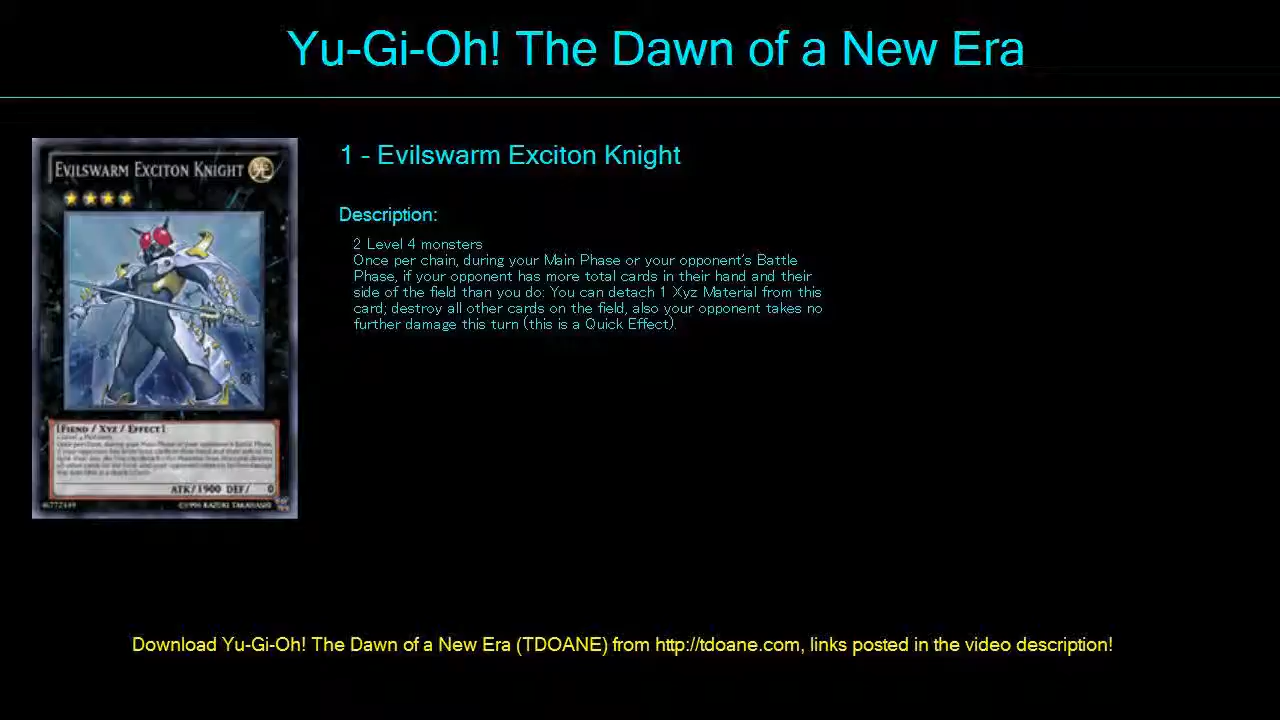 Yu-Gi-Oh! The Dawn of a New Era
EVILSWARM EXCITON KNIGHT
1 - Evilswarm Exciton Knight
Description:
2 Level 4 monsters
Once per chain, during your Main Phase or your opponent's Battle
Phase, if your opponent has more total cards in their hand and their
side of the field than you do: You can detach 1 Xyz Material from this
card; destroy all other cards on the field, also your opponent takes no
further damage this turn (this is a Quick Effect).
[FIEND / XYZ / EFFECT]
ATK/1900 DEF/ 0
©1996 KAZUKI TAKAHASHI
Download Yu-Gi-Oh! The Dawn of a New Era (TDOANE) from http://tdoane.com, links posted in the video description!